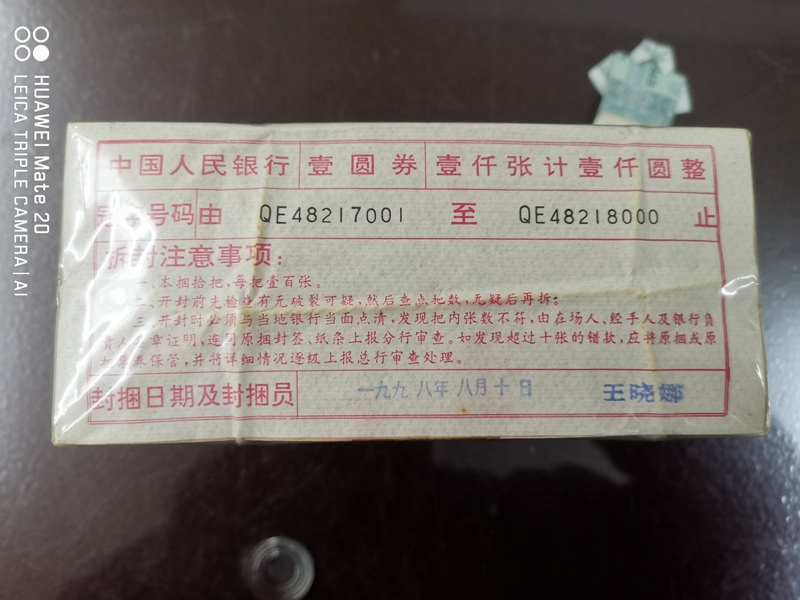 中国人民银行 壹圆券 壹仟张计壹仟圆整
号码由 QE48217001 至 QE48218000 止
拆封注意事项：
一、本捆拾把，每把壹百张。
二、开封前先检查有无破裂可疑，然后查点把数，无疑后再拆；
三、开封时必须与当地银行当面点清，发现把内张数不符，由在场人、经手人及银行负
责人签章证明，连同原捆封签、纸条上报分行审查。如发现超过十张的错款，应将原捆或原
把票券保管，并将详细情况逐级上报总行审查处理。
封捆日期及封捆员 一九九八年八月十日 王晓娜
HUAWEI Mate 20
LEICA TRIPLE CAMERA | AI